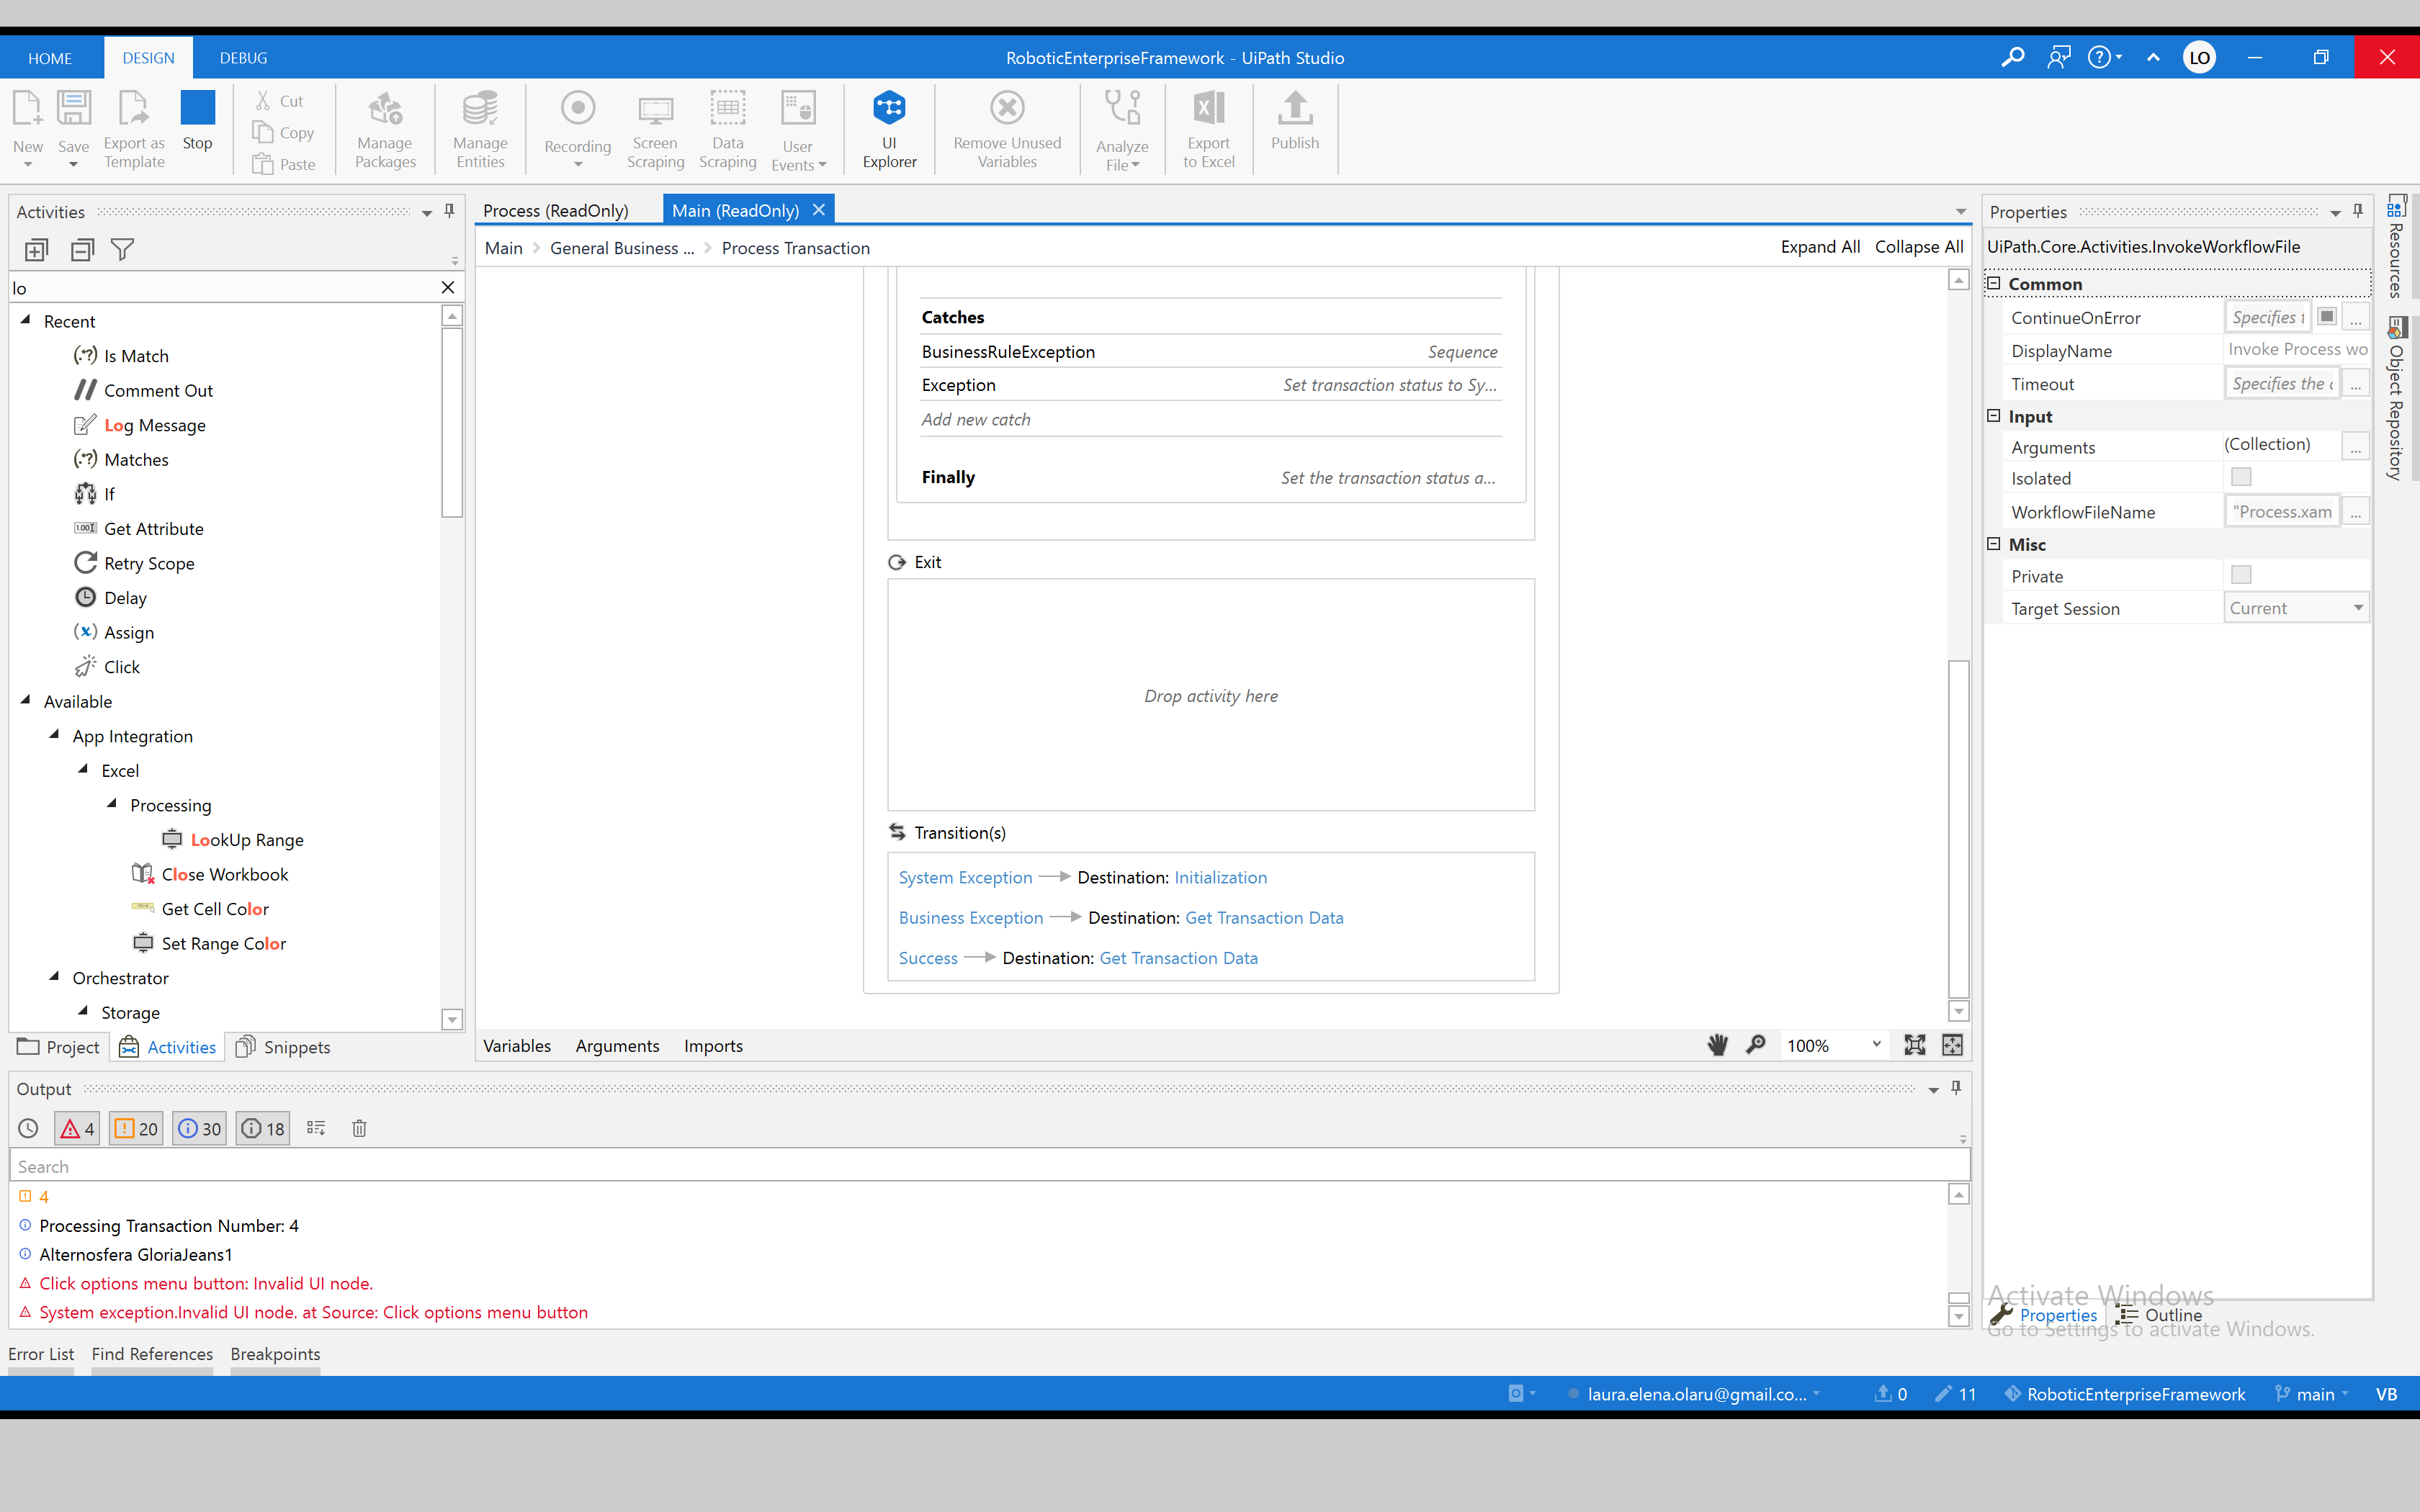 HOME
DESIGN
DEBUG
RoboticEnterpriseFramework - UiPath Studio
LO
New
Save
Export as Template
Stop
Cut
Copy
Paste
Manage Packages
Manage Entities
Recording
Screen Scraping
Data Scraping
User Events
UI Explorer
Remove Unused Variables
Analyze File
Export to Excel
Publish
Activities
lo
Recent
Is Match
Comment Out
Log Message
Matches
If
Get Attribute
Retry Scope
Delay
Assign
Click
Available
App Integration
Excel
Processing
LookUp Range
Close Workbook
Get Cell Color
Set Range Color
Orchestrator
Storage
Project
Activities
Snippets
Process (ReadOnly)
Main (ReadOnly)
Main > General Business ... > Process Transaction
Expand All
Collapse All
Catches
BusinessRuleException
Sequence
Exception
Set transaction status to Sy...
Add new catch
Finally
Set the transaction status a...
Exit
Drop activity here
Transition(s)
System Exception Destination: Initialization
Business Exception Destination: Get Transaction Data
Success Destination: Get Transaction Data
Variables
Arguments
Imports
100%
Properties
UiPath.Core.Activities.InvokeWorkflowFile
Common
ContinueOnError
Specifies t
...
DisplayName
Invoke Process wo
Timeout
Specifies the
...
Input
Arguments
(Collection)
...
Isolated
WorkflowFileName
"Process.xam
...
Misc
Private
Target Session
Current
Resources
Object Repository
Output
4
20
30
18
Search
4
Processing Transaction Number: 4
Alternosfera GloriaJeans1
Click options menu button: Invalid UI node.
System exception.Invalid UI node. at Source: Click options menu button
Activate Windows
Go to Settings to activate Windows.
Properties
Outline
Error List
Find References
Breakpoints
laura.elena.olaru@gmail.co...
0
11
RoboticEnterpriseFramework
main
VB